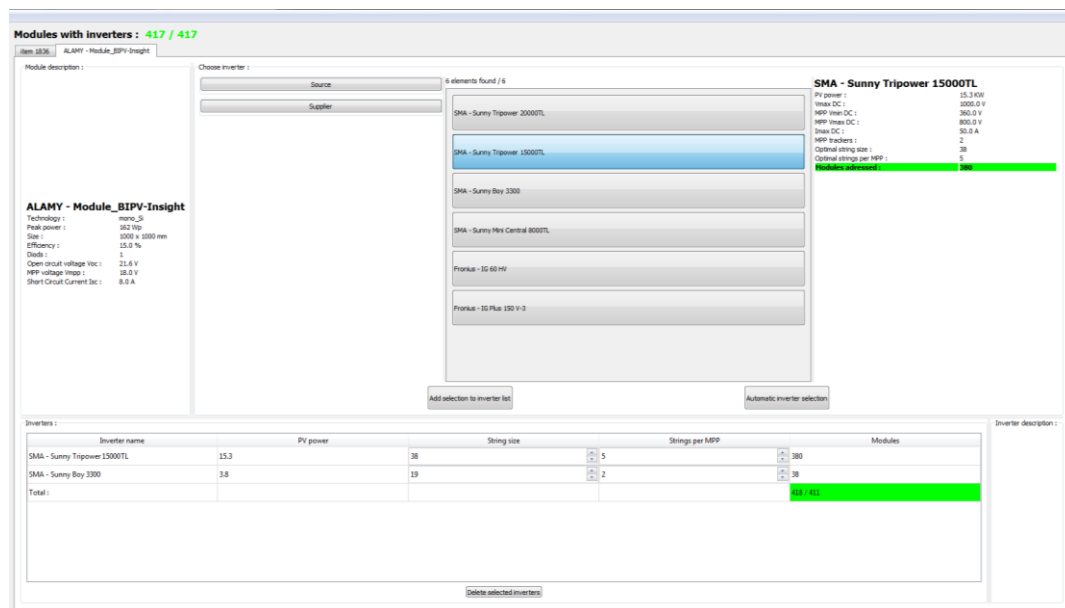 Modules with inverters : 417 / 417
item 1836 ALAMY - Module_BIPV-Insight
Module description :
ALAMY - Module_BIPV-Insight
Technology : mono_Si
Peak power : 162 Wp
Size : 1000 x 1000 mm
Efficiency : 15.0 %
Diods : 1
Open circuit voltage Voc : 21.6 V
MPP voltage Vmpp : 18.0 V
Short Circuit Current Isc : 8.0 A
Choose inverter :
Source
Supplier
6 elements found / 6
SMA - Sunny Tripower 20000TL
SMA - Sunny Tripower 15000TL
SMA - Sunny Boy 3300
SMA - Sunny Mini Central 8000TL
Fronius - IG 60 HV
Fronius - IG Plus 150 V-3
SMA - Sunny Tripower 15000TL
PV power : 15.3 KW
Vmax DC : 1000.0 V
MPP Vmin DC : 360.0 V
MPP Vmax DC : 800.0 V
Imax DC : 50.0 A
MPP trackers : 2
Optimal string size : 38
Optimal strings per MPP : 5
Modules adressed : 380
Add selection to inverter list
Automatic inverter selection
Inverters :
Inverter name PV power String size Strings per MPP Modules
SMA - Sunny Tripower 15000TL 15.3 38 5 380
SMA - Sunny Boy 3300 3.8 19 2 38
Total : 418 / 411
Delete selected inverters
Inverter description :